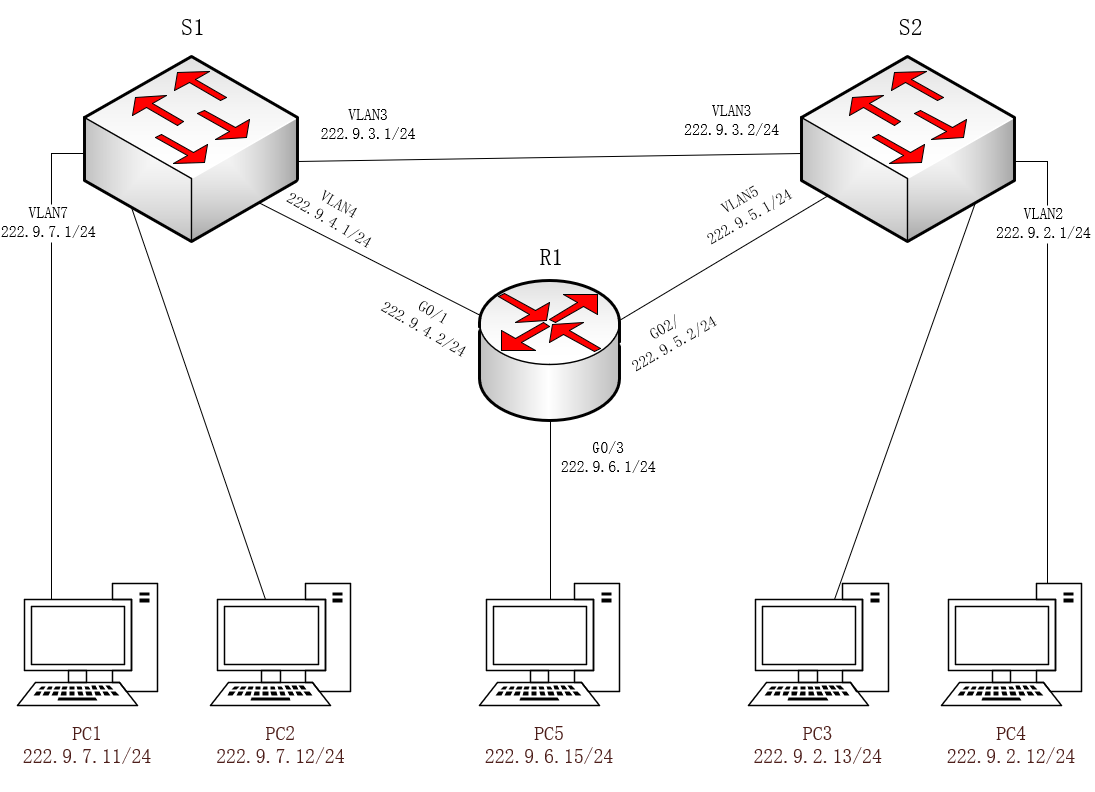 S1
S2
VLAN3
222.9.3.1/24
VLAN3
222.9.3.2/24
VLAN7
222.9.7.1/24
VLAN4
222.9.4.1/24
VLAN5
222.9.5.1/24
VLAN2
222.9.2.1/24
R1
G0/1
222.9.4.2/24
G02/
222.9.5.2/24
G0/3
222.9.6.1/24
PC1
222.9.7.11/24
PC2
222.9.7.12/24
PC5
222.9.6.15/24
PC3
222.9.2.13/24
PC4
222.9.2.12/24